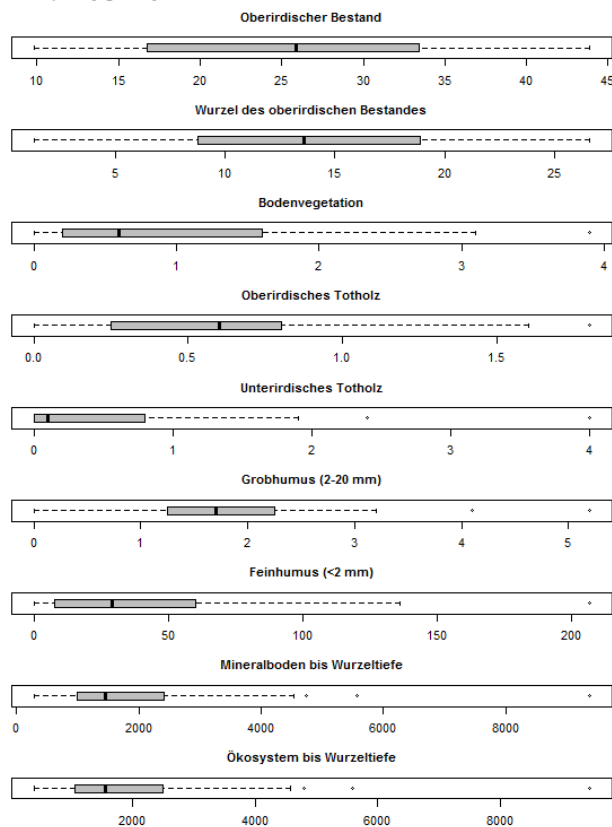 Oberirdischer Bestand
10 15 20 25 30 35 40 45
Wurzel des oberirdischen Bestandes
5 10 15 20 25
Bodenvegetation
0 1 2 3 4
Oberirdisches Totholz
0.0 0.5 1.0 1.5
Unterirdisches Totholz
0 1 2 3 4
Grobhumus (2-20 mm)
0 1 2 3 4 5
Feinhumus (<2 mm)
0 50 100 150 200
Mineralboden bis Wurzeltiefe
0 2000 4000 6000 8000
Ökosystem bis Wurzeltiefe
2000 4000 6000 8000